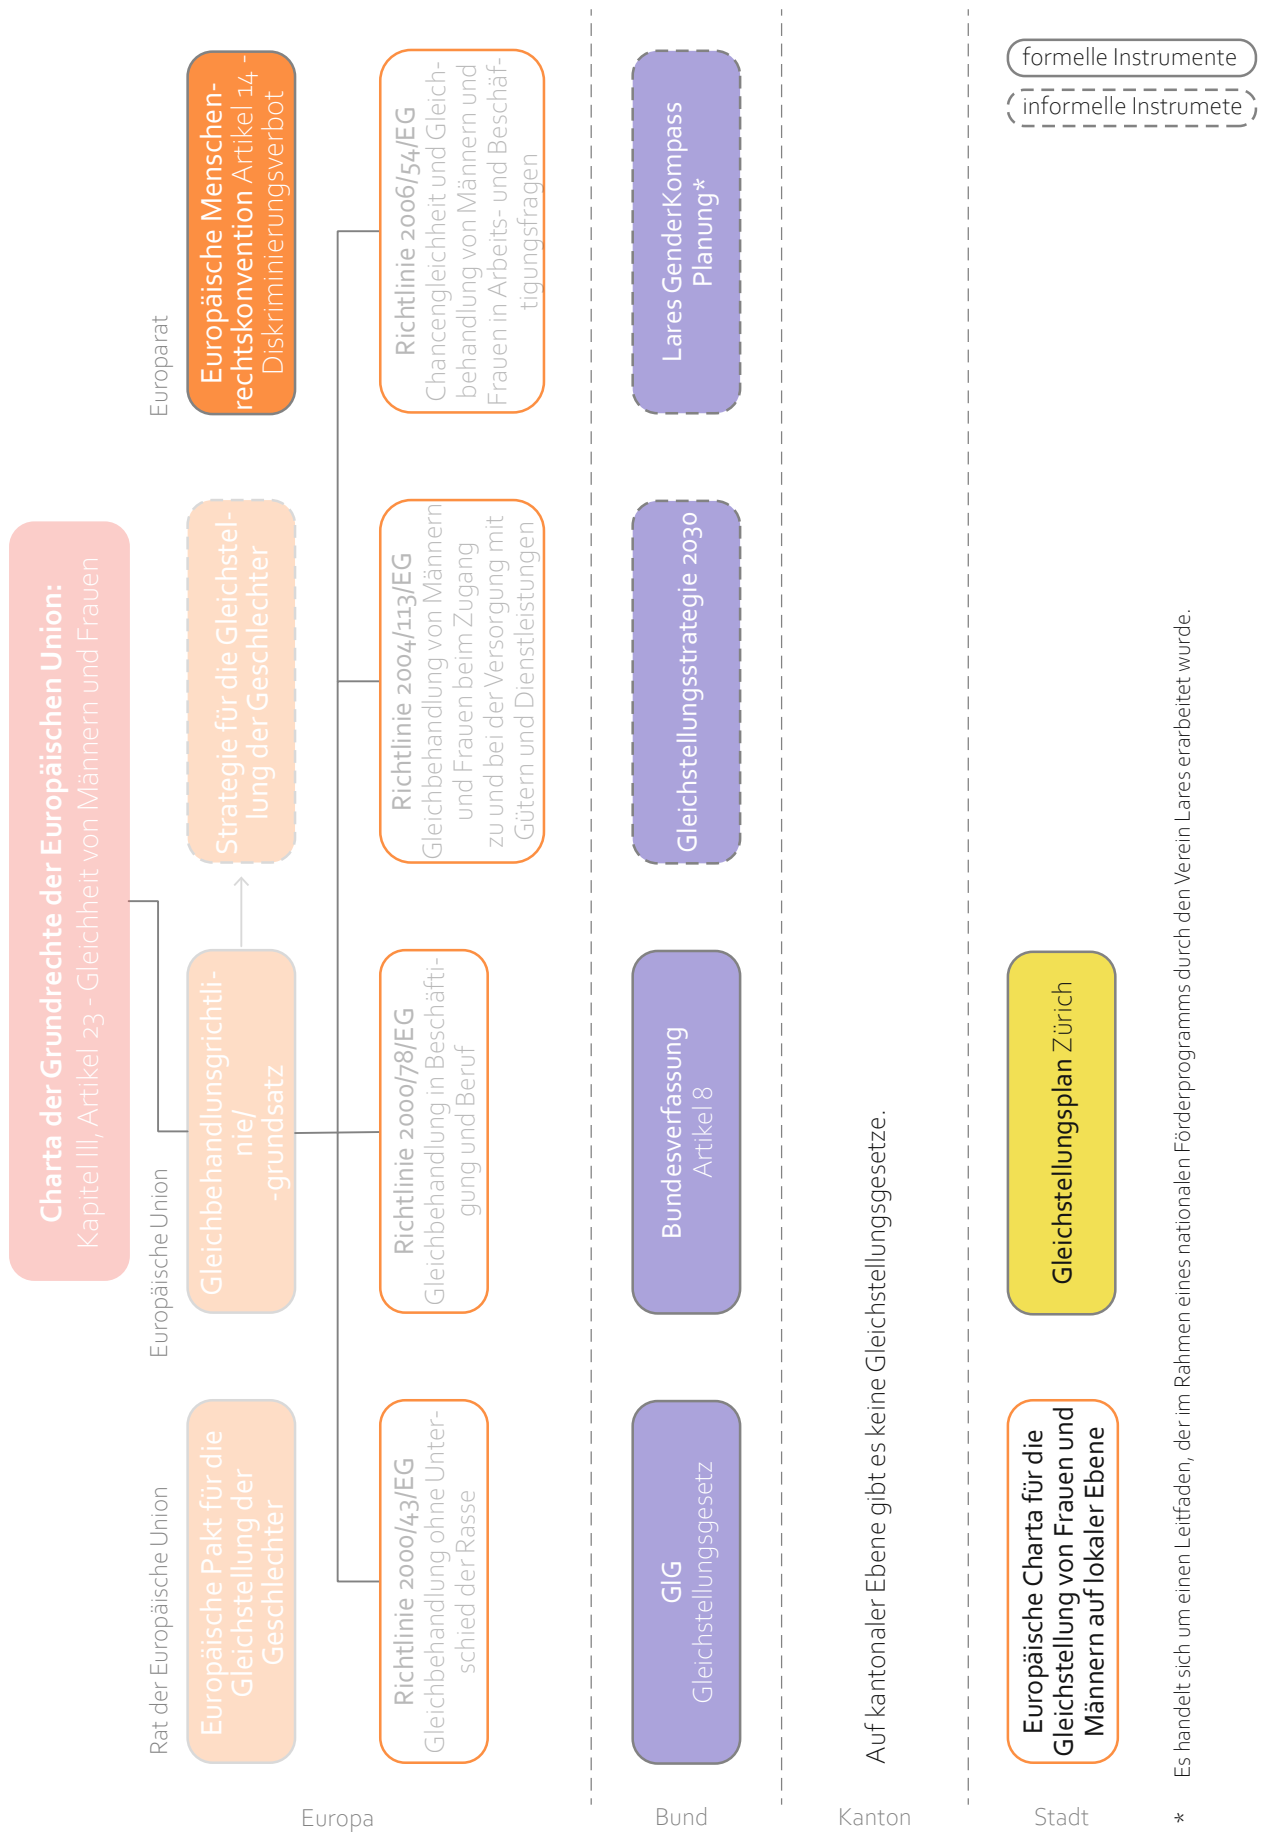 Charta der Grundrechte der Europäischen Union:
Kapitel III, Artikel 23 - Gleichheit von Männern und Frauen
Rat der Europäische Union
Europäische Union
Europarat
Europäische Pakt für die
Gleichstellung der
Geschlechter
Gleichbehandlunsgrichtli-
nie/
-grundsatz
Strategie für die Gleichstel-
lung der Geschlechter
Europäische Menschen-
rechtskonvention Artikel 14 -
Diskriminierungsverbot
Richtlinie 2000/43/EG
Gleichbehandlung ohne Unter-
schied der Rasse
Richtlinie 2000/78/EG
Gleichbehandlung in Beschäfti-
gung und Beruf
Richtlinie 2004/113/EG
Gleichbehandlung von Männern
und Frauen beim Zugang
zu und bei der Versorgung mit
Gütern und Dienstleistungen
Richtlinie 2006/54/EG
Chancengleichheit und Gleich-
behandlung von Männern und
Frauen in Arbeits- und Beschäf-
tigungsfragen
Europa
GIG
Gleichstellungsgesetz
Bundesverfassung
Artikel 8
Gleichstellungsstrategie 2030
Lares GenderKompass
Planung*
Bund
Auf kantonaler Ebene gibt es keine Gleichstellungsgesetze.
Kanton
Europäische Charta für die
Gleichstellung von Frauen und
Männern auf lokaler Ebene
Gleichstellungsplan Zürich
Stadt
formelle Instrumente
informelle Instrumete
* Es handelt sich um einen Leitfaden, der im Rahmen eines nationalen Förderprogramms durch den Verein Lares erarbeitet wurde.